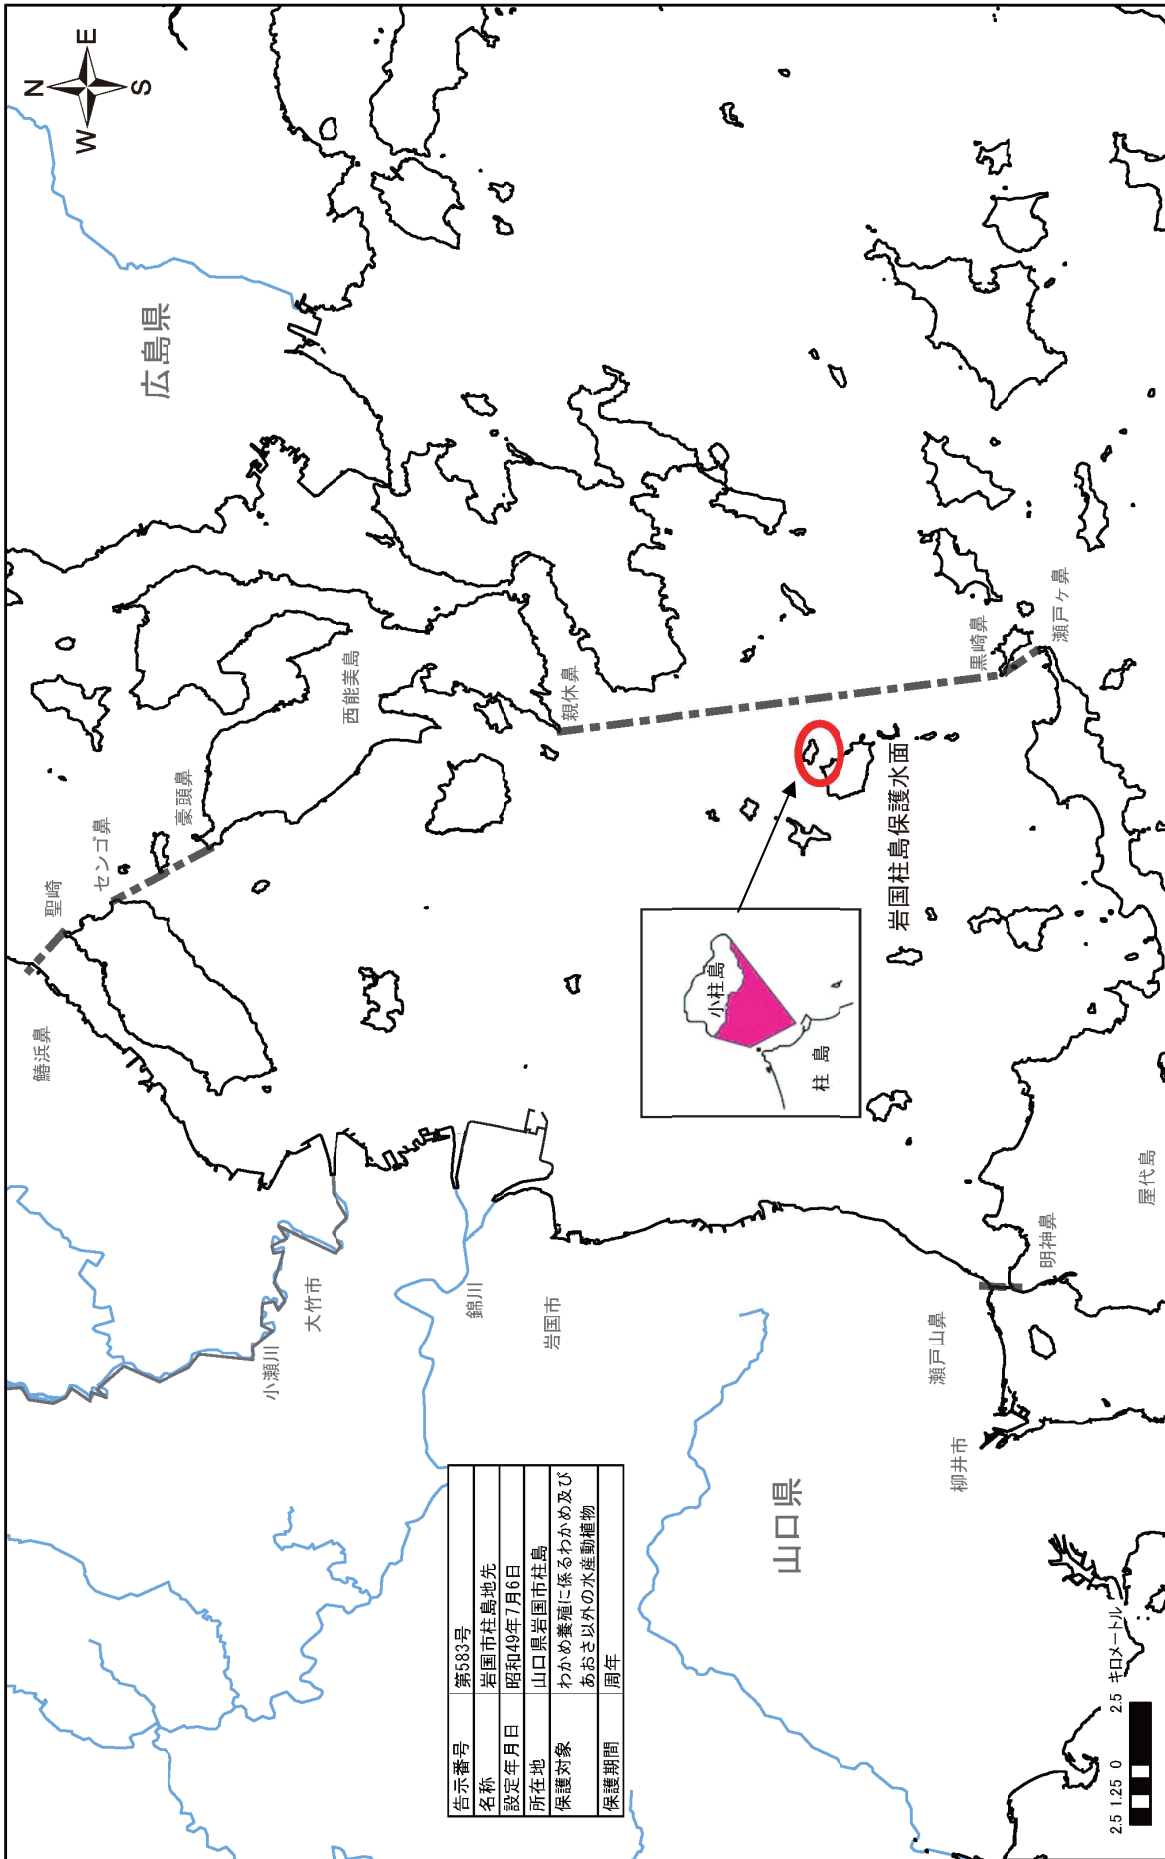 N
E
S
W
広島県
聖崎
センゴ鼻
豪頭鼻
西能美島
親休鼻
黒崎鼻
瀬戸ヶ鼻
鰆浜鼻
小柱島
柱 島
岩国柱島保護水面
大竹市
小瀬川
錦川
岩国市
瀬戸山鼻
明神鼻
屋代島
柳井市
山口県
告示番号 第583号
名称 岩国市柱島地先
設定年月日 昭和49年7月6日
所在地 山口県岩国市柱島
保護対象 わかめ養殖に係るわかめ及び
あおさ以外の水産動植物
保護期間 周年
2.5 1.25 0 2.5 キロメートル